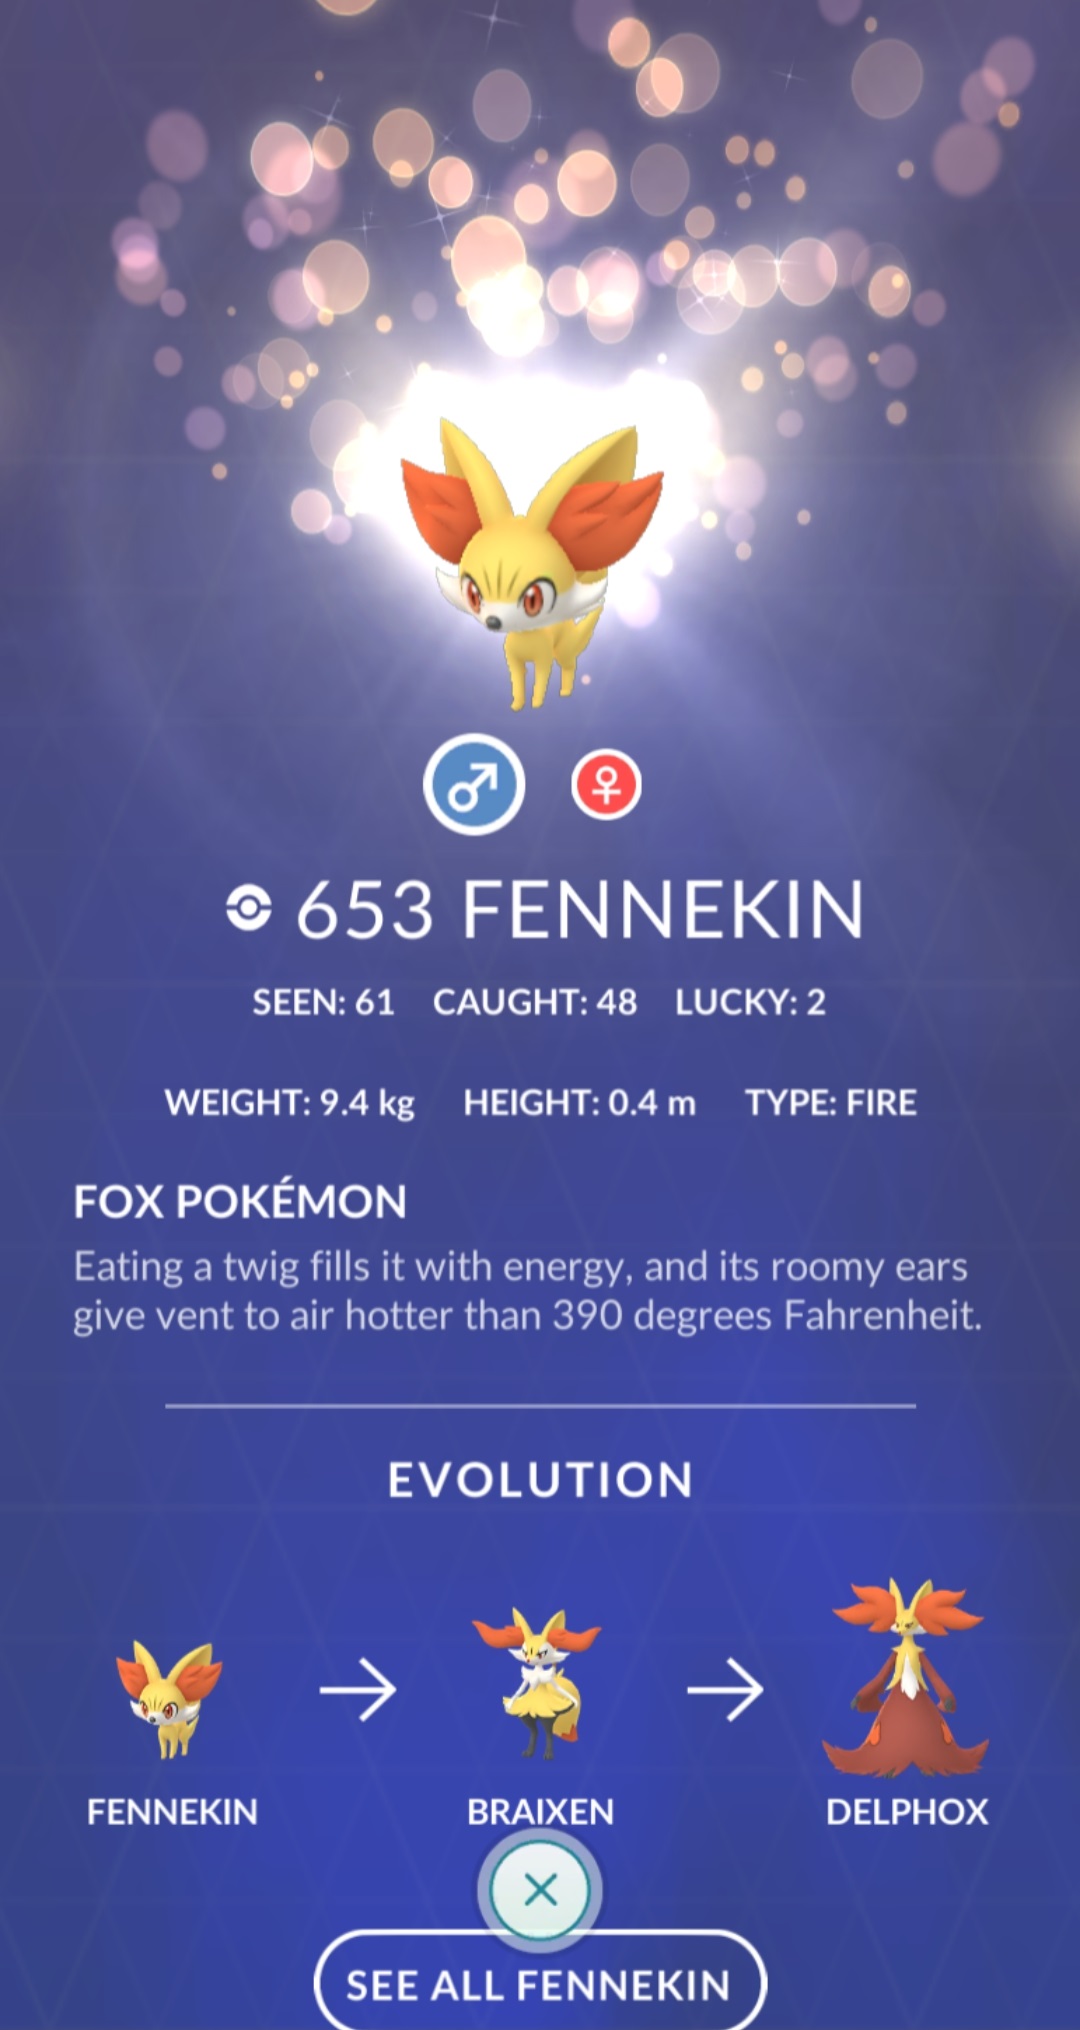 653 FENNEKIN
SEEN: 61 CAUGHT: 48 LUCKY: 2
WEIGHT: 9.4 kg HEIGHT: 0.4 m TYPE: FIRE
FOX POKÉMON
Eating a twig fills it with energy, and its roomy ears
give vent to air hotter than 390 degrees Fahrenheit.
EVOLUTION
FENNEKIN BRAIXEN DELPHOX
SEE ALL FENNEKIN